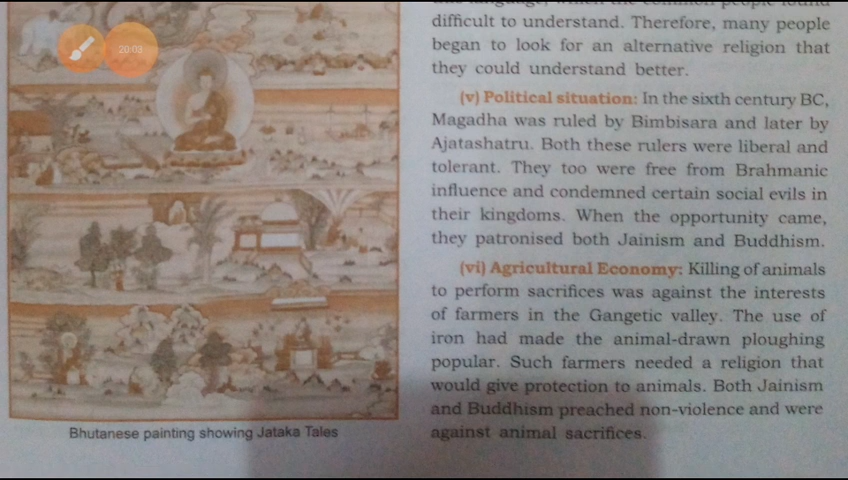 20:03
difficult to understand. Therefore, many people
began to look for an alternative religion that
they could understand better.
(v) Political situation: In the sixth century BC,
Magadha was ruled by Bimbisara and later by
Ajatashatru. Both these rulers were liberal and
tolerant. They too were free from Brahmanic
influence and condemned certain social evils in
their kingdoms. When the opportunity came,
they patronised both Jainism and Buddhism.
(vi) Agricultural Economy: Killing of animals
to perform sacrifices was against the interests
of farmers in the Gangetic valley. The use of
iron had made the animal-drawn ploughing
popular. Such farmers needed a religion that
would give protection to animals. Both Jainism
and Buddhism preached non-violence and were
against animal sacrifices.
Bhutanese painting showing Jataka Tales